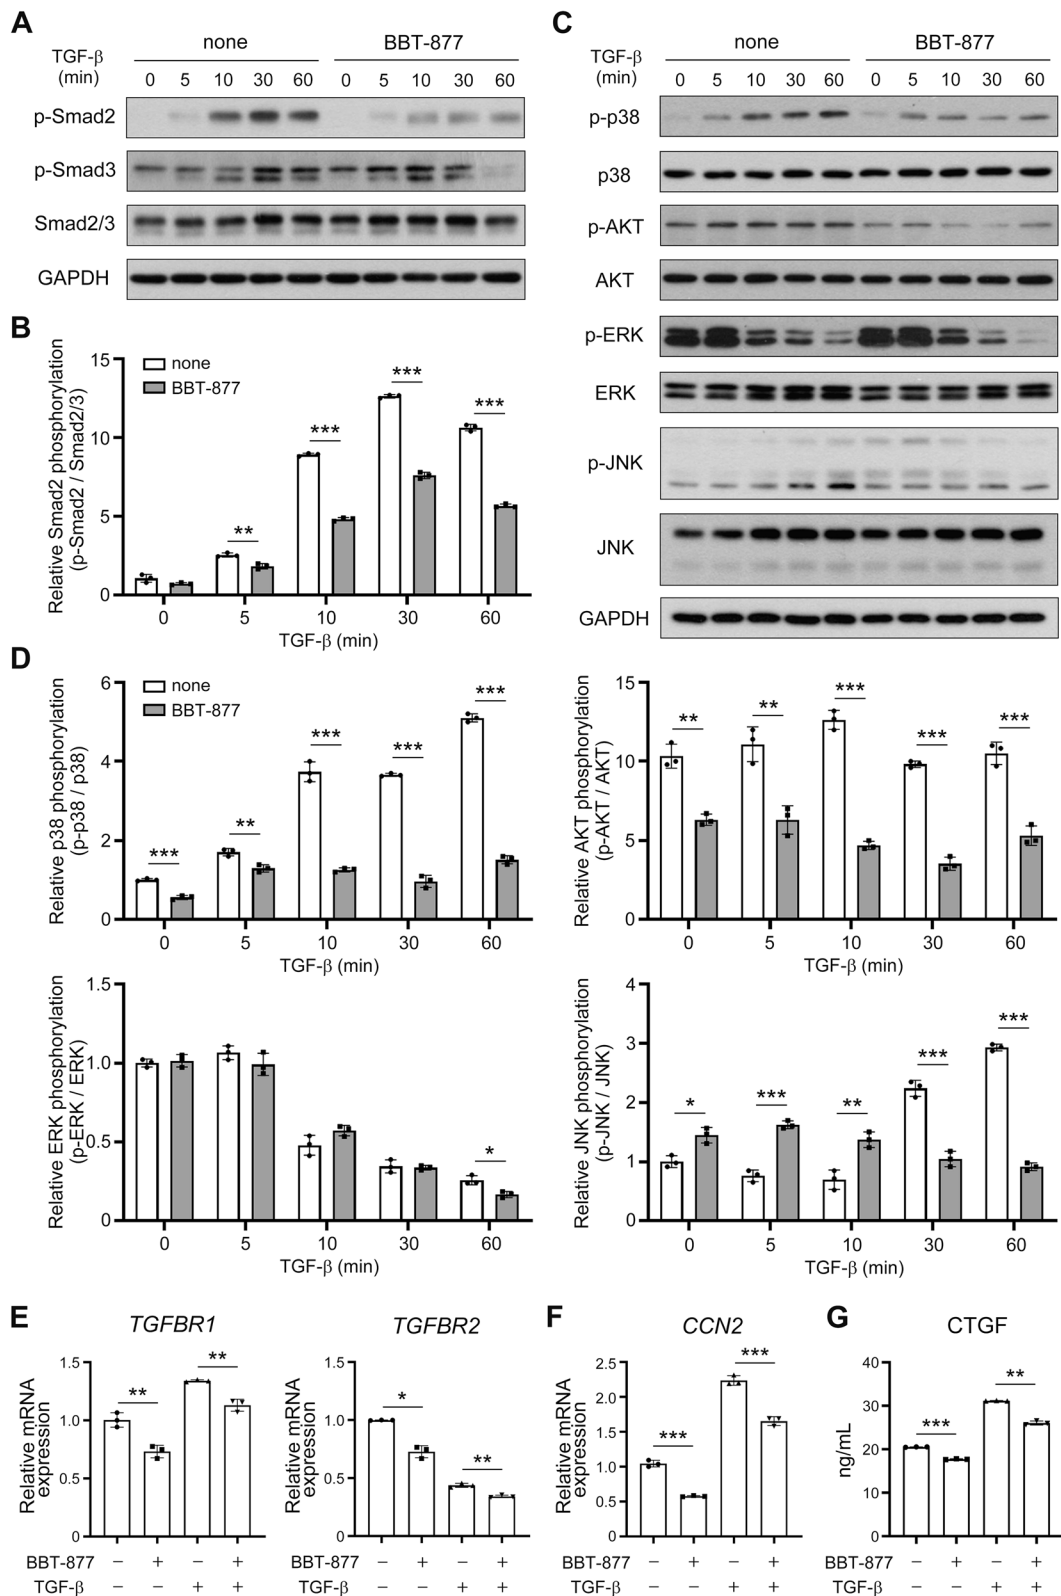 A
none BBT-877
TGF-β
(min)
0 5 10 30 60 0 5 10 30 60
p-Smad2
p-Smad3
Smad2/3
GAPDH
C
none BBT-877
TGF-β
(min)
0 5 10 30 60 0 5 10 30 60
p-p38
p38
p-AKT
AKT
p-ERK
ERK
p-JNK
JNK
GAPDH
B
Relative Smad2 phosphorylation
(p-Smad2 / Smad2/3)
15
10
5
0
none
BBT-877
**
***
***
***
0 5 10 30 60
TGF-β (min)
D
Relative p38 phosphorylation
(p-p38 / p38)
6
4
2
0
none
BBT-877
***
**
***
***
***
0 5 10 30 60
TGF-β (min)
Relative AKT phosphorylation
(p-AKT / AKT)
15
10
5
0
**
**
***
***
***
0 5 10 30 60
TGF-β (min)
Relative ERK phosphorylation
(p-ERK / ERK)
1.5
1.0
0.5
0
*
0 5 10 30 60
TGF-β (min)
Relative JNK phosphorylation
(p-JNK / JNK)
4
3
2
1
0
*
***
**
***
***
0 5 10 30 60
TGF-β (min)
E
TGFBR1
Relative mRNA
expression
1.5
1.0
0.5
0
**
**
BBT-877 − + − +
TGF-β − − + +
TGFBR2
Relative mRNA
expression
1.5
1.0
0.5
0
*
**
BBT-877 − + − +
TGF-β − − + +
F
CCN2
Relative mRNA
expression
2.5
2.0
1.5
1.0
0.5
0
***
***
BBT-877 − + − +
TGF-β − − + +
G
CTGF
ng/mL
40
30
20
10
0
***
**
BBT-877 − + − +
TGF-β − − + +